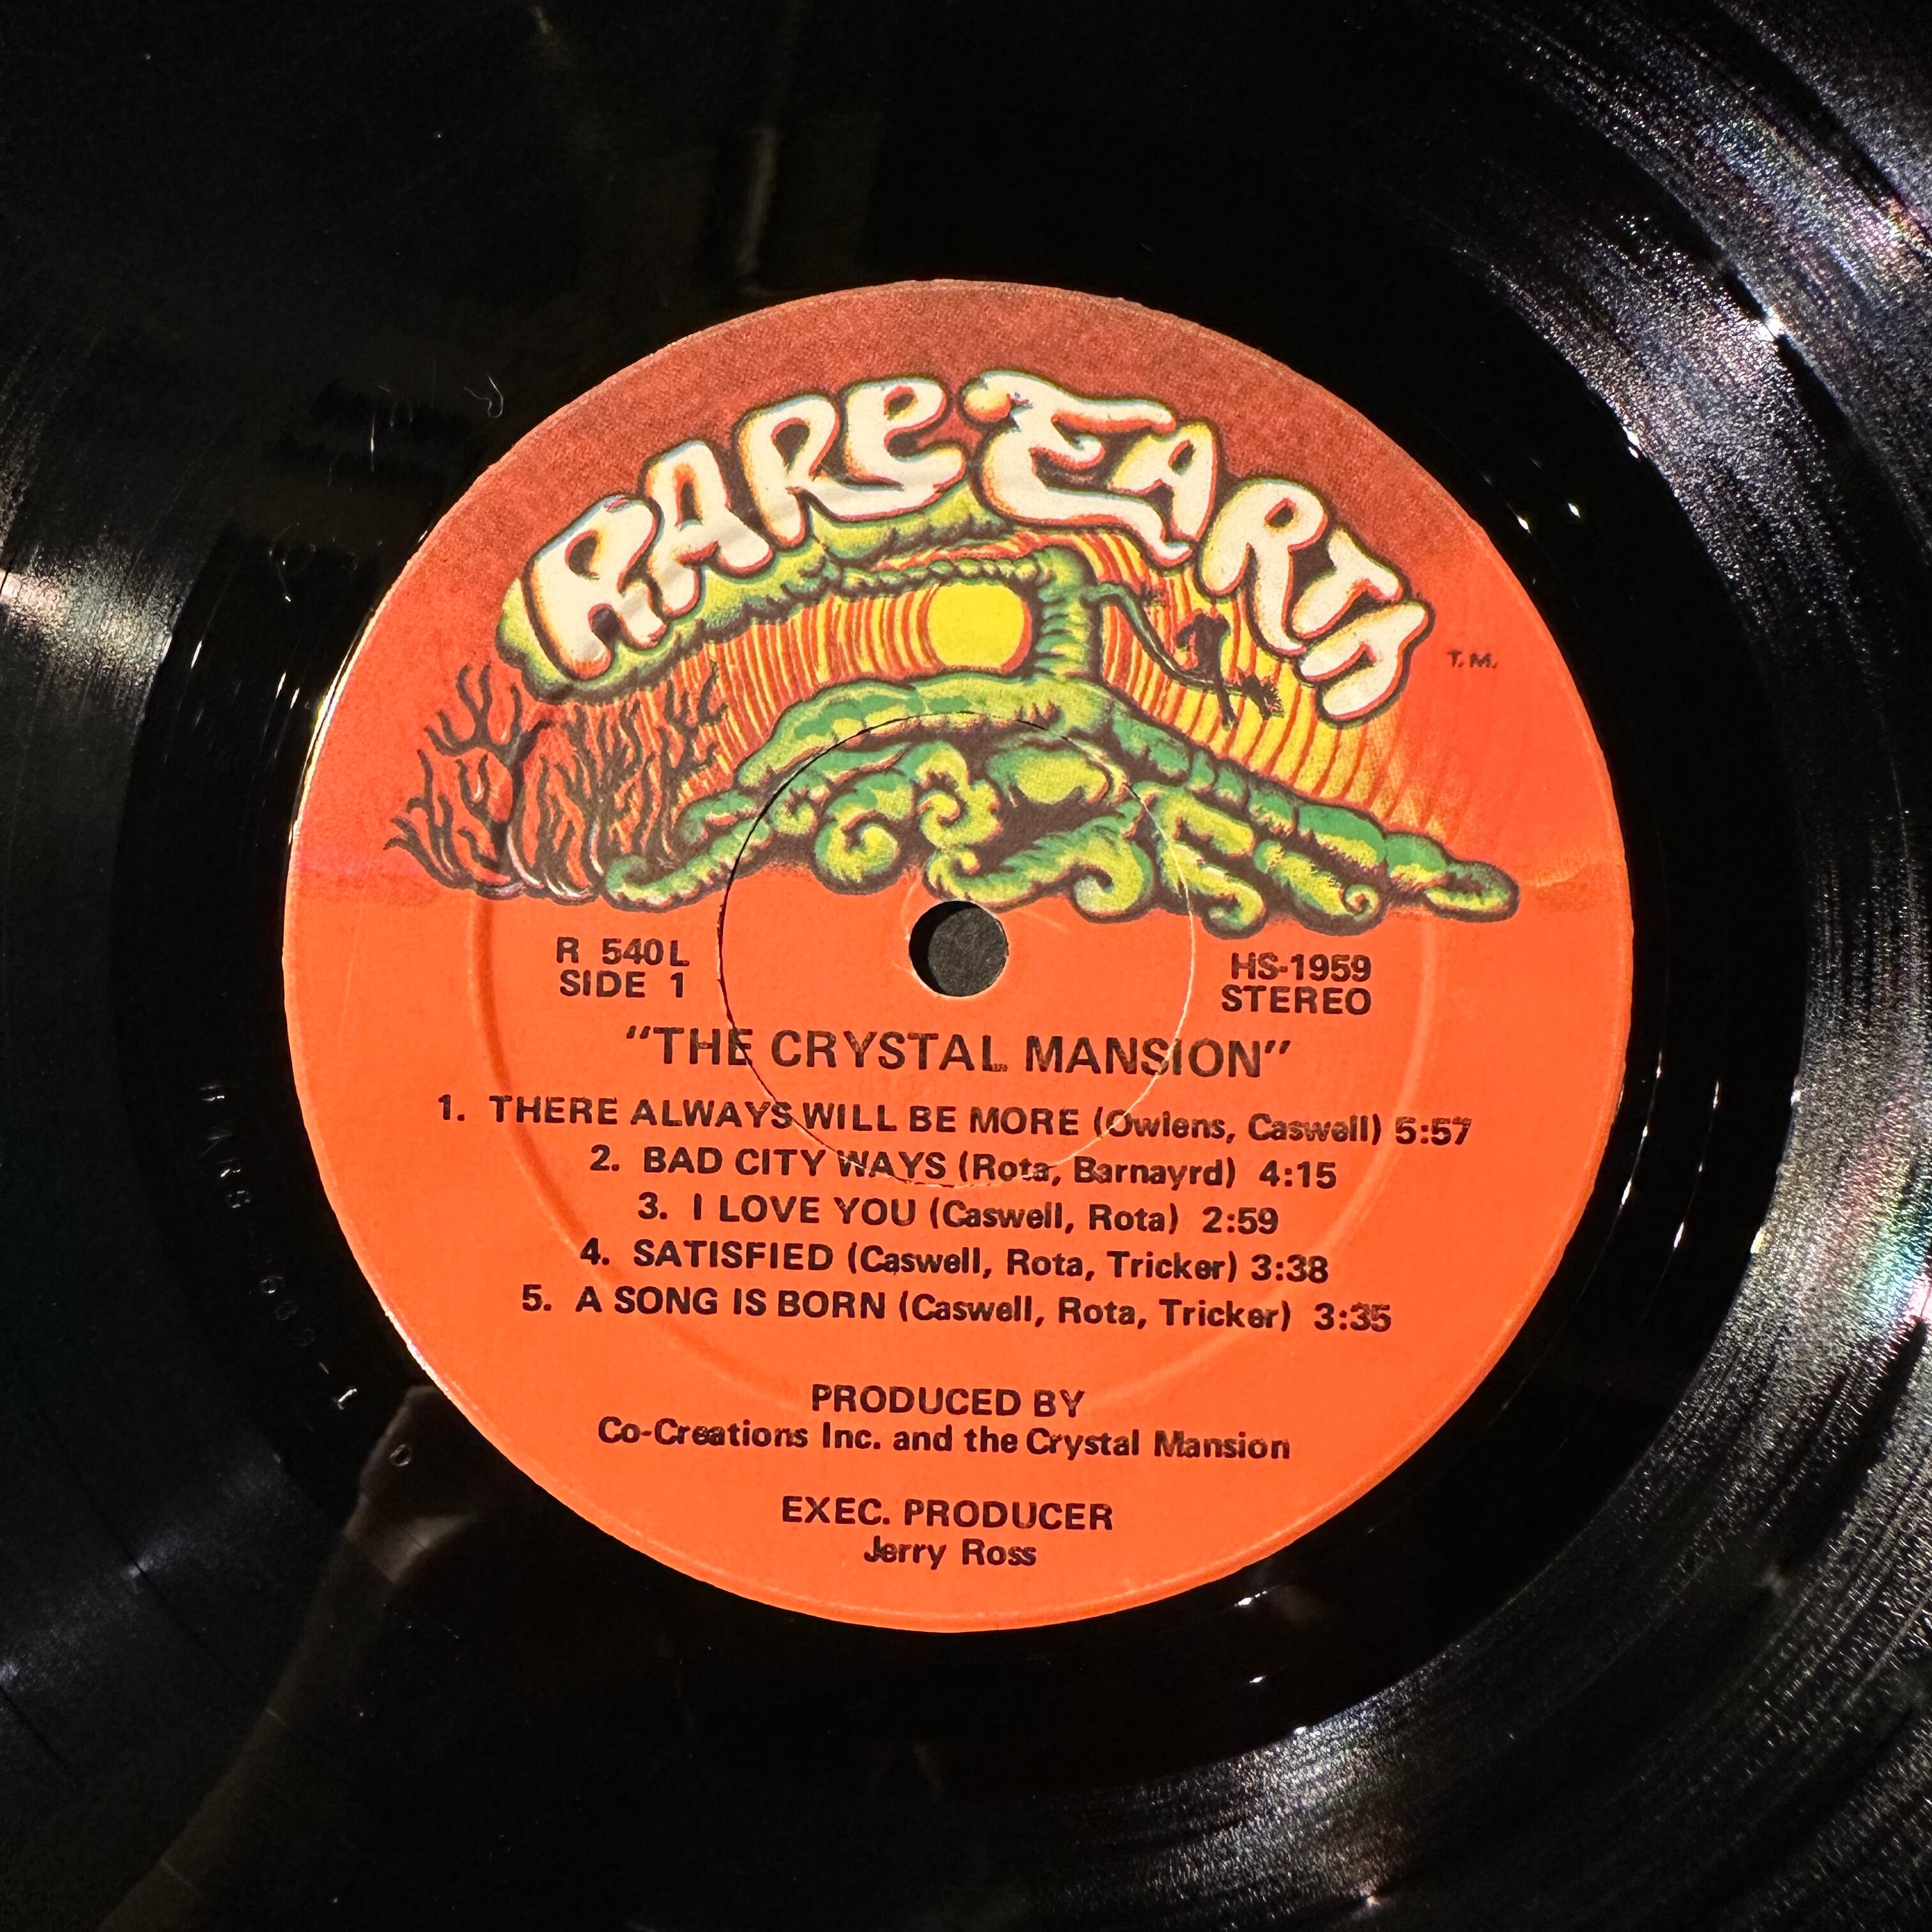 RARE EARTH
T.M.
R 540L
SIDE 1
HS-1959
STEREO
"THE CRYSTAL MANSION"
1. THERE ALWAYS WILL BE MORE (Owlens, Caswell) 5:57
2. BAD CITY WAYS (Rota, Barnayrd) 4:15
3. I LOVE YOU (Caswell, Rota) 2:59
4. SATISFIED (Caswell, Rota, Tricker) 3:38
5. A SONG IS BORN (Caswell, Rota, Tricker) 3:35
PRODUCED BY
Co-Creations Inc. and the Crystal Mansion
EXEC. PRODUCER
Jerry Ross